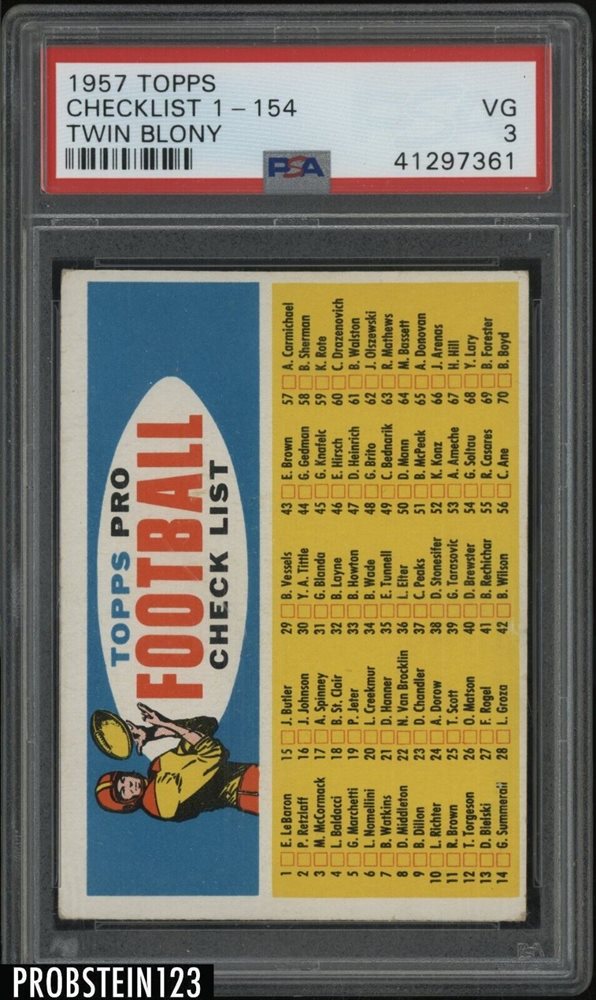 1957 TOPPS
CHECKLIST 1 - 154 VG
TWIN BLONY 3
PSA 41297361
TOPPS PRO
FOOTBALL
CHECK LIST
1 E. Le Baron
2 P. Retzlaff
3 M. McCormack
4 L. Baldacci
5 G. Marchetti
6 L. Nomellini
7 B. Watkins
8 D. Middleton
9 B. Dillon
10 L. Richter
11 R. Brown
12 T. Torgeson
13 D. Bielski
14 G. Summerall
15 J. Butler
16 J. Johnson
17 A. Spinney
18 B. St. Clair
19 P. Jeter
20 L. Creekmur
21 D. Hanner
22 N. Van Brocklin
23 D. Chandler
24 A. Dorow
25 T. Scott
26 O. Matson
27 F. Rogel
28 L. Groza
29 B. Vessels
30 Y. A. Tittle
31 G. Blanda
32 B. Layne
33 B. Howton
34 B. Wade
35 E. Tunnell
36 L. Elter
37 C. Peaks
38 D. Stonesifer
39 G. Tarasovic
40 D. Brewster
41 B. Rechichar
42 B. Wilson
43 E. Brown
44 G. Gedman
45 G. Knafelc
46 E. Hirsch
47 D. Heinrich
48 G. Brito
49 C. Bednarik
50 D. Mann
51 B. McPeak
52 K. Konz
53 A. Ameche
54 G. Soltau
55 R. Casares
56 C. Ane
57 A. Carmichael
58 B. Sherman
59 K. Rote
60 C. Drazenovich
61 B. Walston
62 J. Olszewski
63 R. Mathews
64 M. Bassett
65 A. Donovan
66 J. Arenas
67 H. Hill
68 Y. Lary
69 B. Forester
70 B. Boyd
PROBSTEIN123